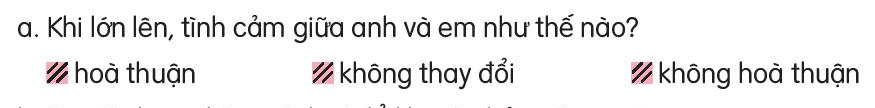 a. Khi lớn lên, tình cảm giữa anh và em như thế nào?
hoà thuận không thay đổi không hoà thuận